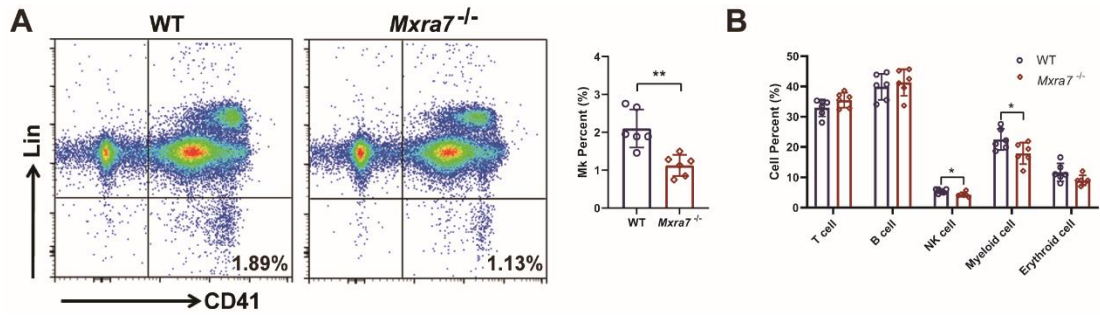 A
WT
Mxra7-/-
Lin
CD41
1.89%
1.13%
Mk Percent (%)
4
3
2
1
0
**
WT
Mxra7 -/-
B
Cell Percent (%)
50
40
30
20
10
0
WT
Mxra7 -/-
*
*
T cell
B cell
NK cell
Myeloid cell
Erythroid cell